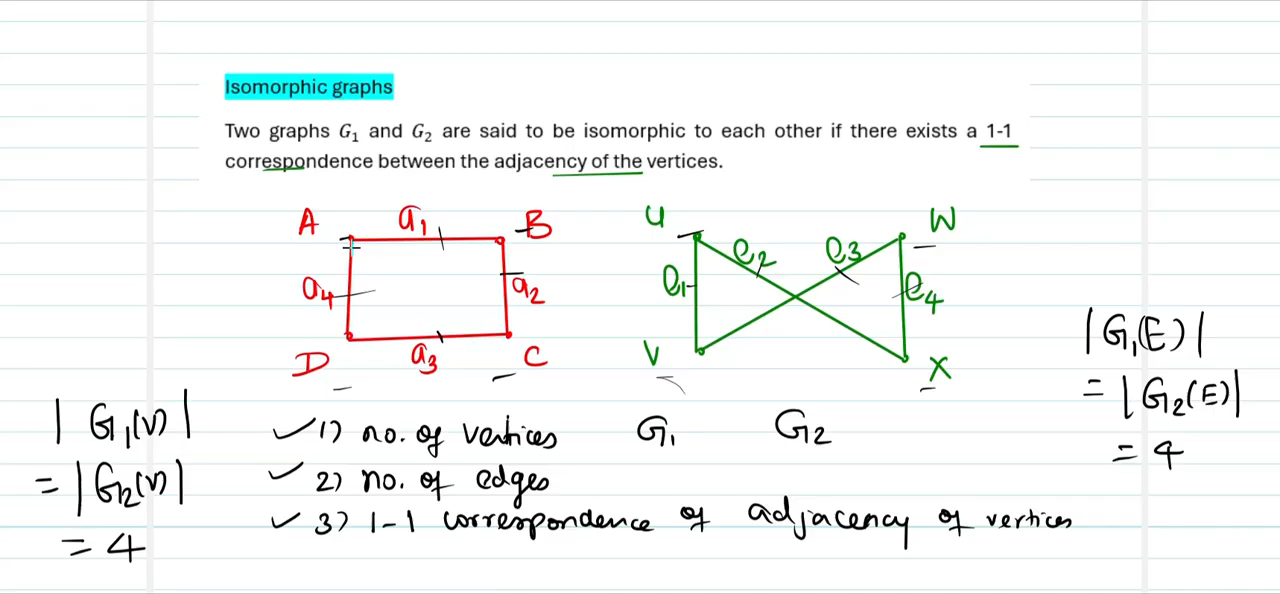 Isomorphic graphs
Two graphs G₁ and G₂ are said to be isomorphic to each other if there exists a 1-1
correspondence between the adjacency of the vertices.
A a₁ B
a₄ a₂
D a₃ C
U W
e₂ e₃
e₁ e₄
V X
|G₁(E)|
= |G₂(E)|
= 4
|G₁(V)|
= |G₂(V)|
= 4
✓ 1) no. of vertices
G₁ G₂
✓ 2) no. of edges
✓ 3) 1-1 correspondence of adjacency of vertices